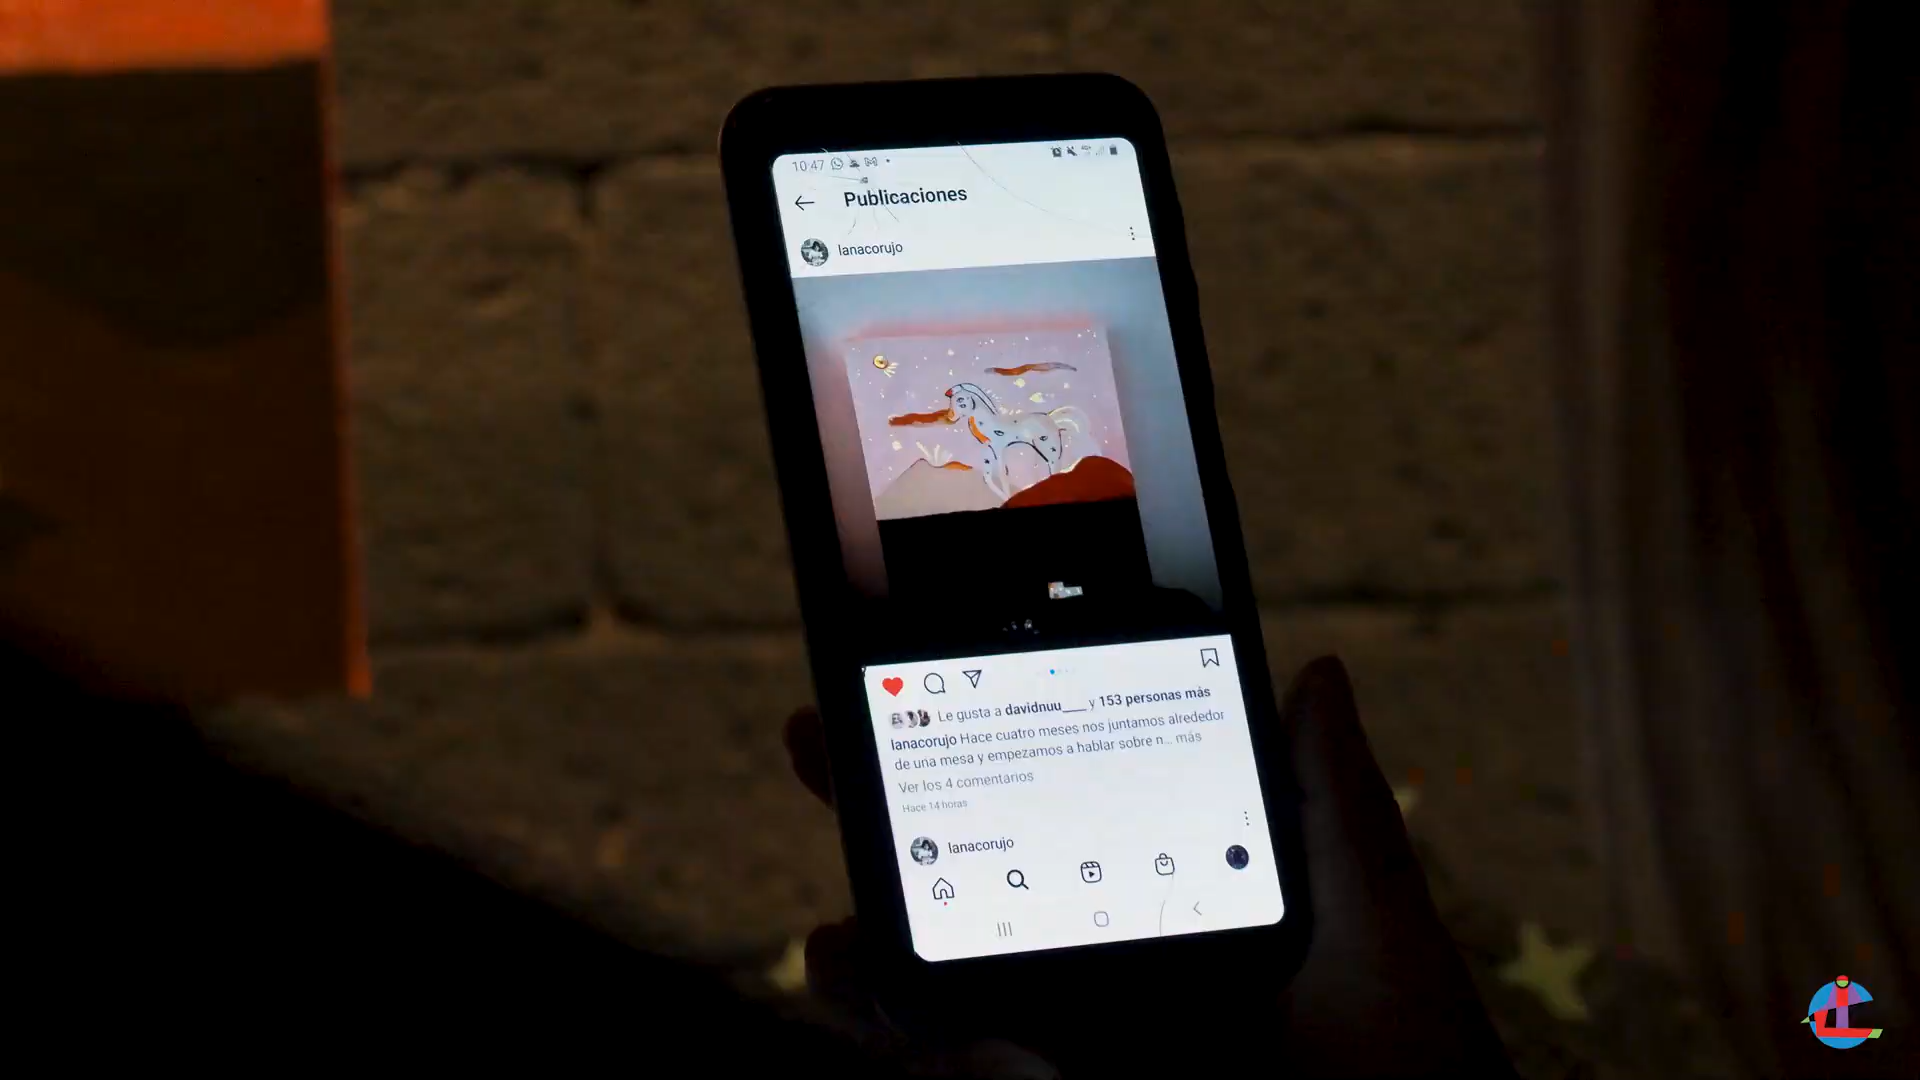 10:47
Publicaciones
lanacorujo
Le gusta a davidnuu___ y 153 personas más
lanacorujo Hace cuatro meses nos juntamos alrededor
de una mesa y empezamos a hablar sobre n... más
Ver los 4 comentarios
Hace 14 horas
lanacorujo